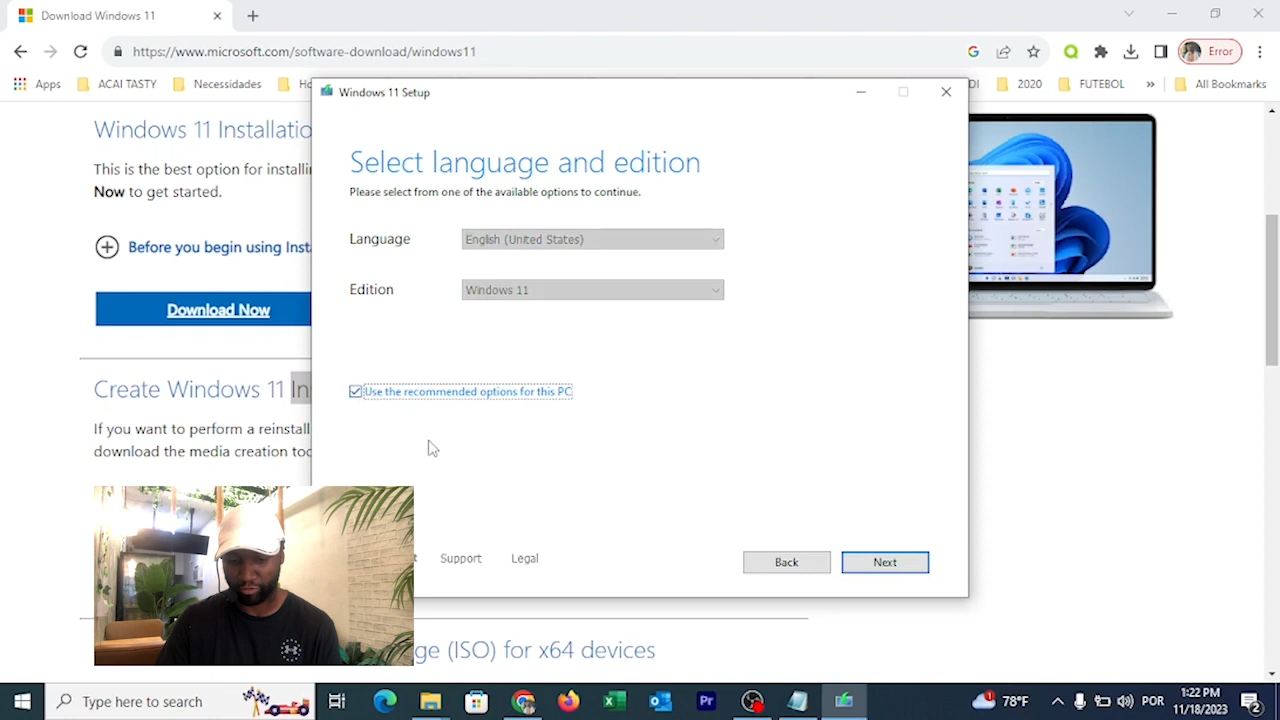 Download Windows 11
https://www.microsoft.com/software-download/windows11
Error
Apps
ACAI TASTY
Necessidades
Ho
DI
2020
FUTEBOL
»
All Bookmarks
Windows 11 Installatio
This is the best option for installi
Now to get started.
Before you begin using Inst
Download Now
Create Windows 11 In
If you want to perform a reinstall
download the media creation too
Windows 11 Setup
Select language and edition
Please select from one of the available options to continue.
Language
English (United States)
Edition
Windows 11
Use the recommended options for this PC
t
Support
Legal
Back
Next
ge (ISO) for x64 devices
Type here to search
Pr
1
78°F
POR
1:22 PM
11/18/2023
2